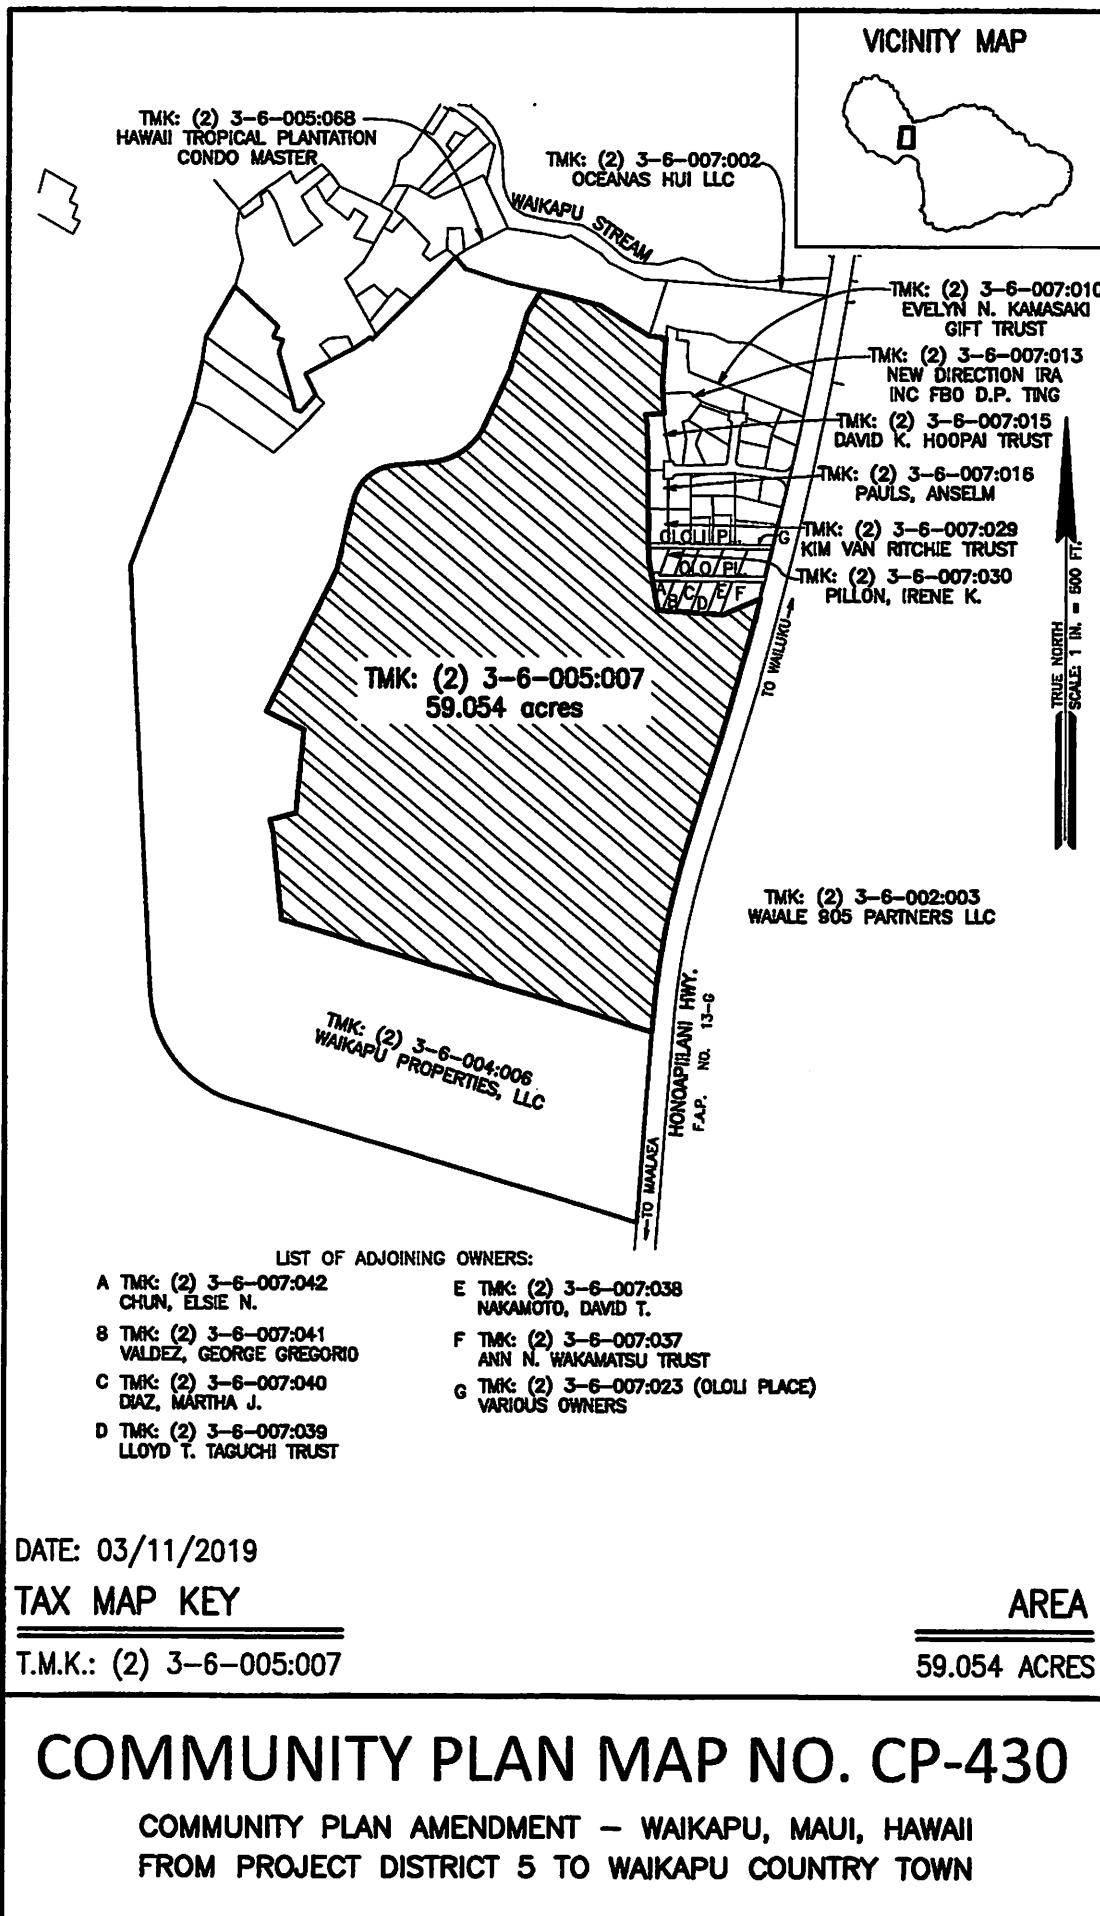 VICINITY MAP
TMK: (2) 3-6-005:068
HAWAII TROPICAL PLANTATION
CONDO MASTER
TMK: (2) 3-6-007:002
OCEANAS HUI LLC
WAIKAPU STREAM
TMK: (2) 3-6-007:010
EVELYN N. KAMASAKI
GIFT TRUST
TMK: (2) 3-6-007:013
NEW DIRECTION IRA
INC FBO D.P. TING
TMK: (2) 3-6-007:015
DAVID K. HOOPAI TRUST
TMK: (2) 3-6-007:016
PAULS, ANSELM
TMK: (2) 3-6-007:029
KIM VAN RITCHIE TRUST
TMK: (2) 3-6-007:030
PILLON, IRENE K.
OLOLI PL.
G
OLO PL.
A B C D E F
TO WAILUKU
TRUE NORTH
SCALE: 1 IN. = 500 FT.
TMK: (2) 3-6-005:007
59.054 acres
TMK: (2) 3-6-002:003
WAIALE 905 PARTNERS LLC
HONOAPIILANI HWY.
F.A.P. NO. 13-G
TMK: (2) 3-6-004:006
WAIKAPU PROPERTIES, LLC
TO MAALAEA
LIST OF ADJOINING OWNERS:
A TMK: (2) 3-6-007:042
CHUN, ELSIE N.
B TMK: (2) 3-6-007:041
VALDEZ, GEORGE GREGORIO
C TMK: (2) 3-6-007:040
DIAZ, MARTHA J.
D TMK: (2) 3-6-007:039
LLOYD T. TAGUCHI TRUST
E TMK: (2) 3-6-007:038
NAKAMOTO, DAVID T.
F TMK: (2) 3-6-007:037
ANN N. WAKAMATSU TRUST
G TMK: (2) 3-6-007:023 (OLOLI PLACE)
VARIOUS OWNERS
DATE: 03/11/2019
TAX MAP KEY
T.M.K.: (2) 3-6-005:007
AREA
59.054 ACRES
COMMUNITY PLAN MAP NO. CP-430
COMMUNITY PLAN AMENDMENT - WAIKAPU, MAUI, HAWAII
FROM PROJECT DISTRICT 5 TO WAIKAPU COUNTRY TOWN